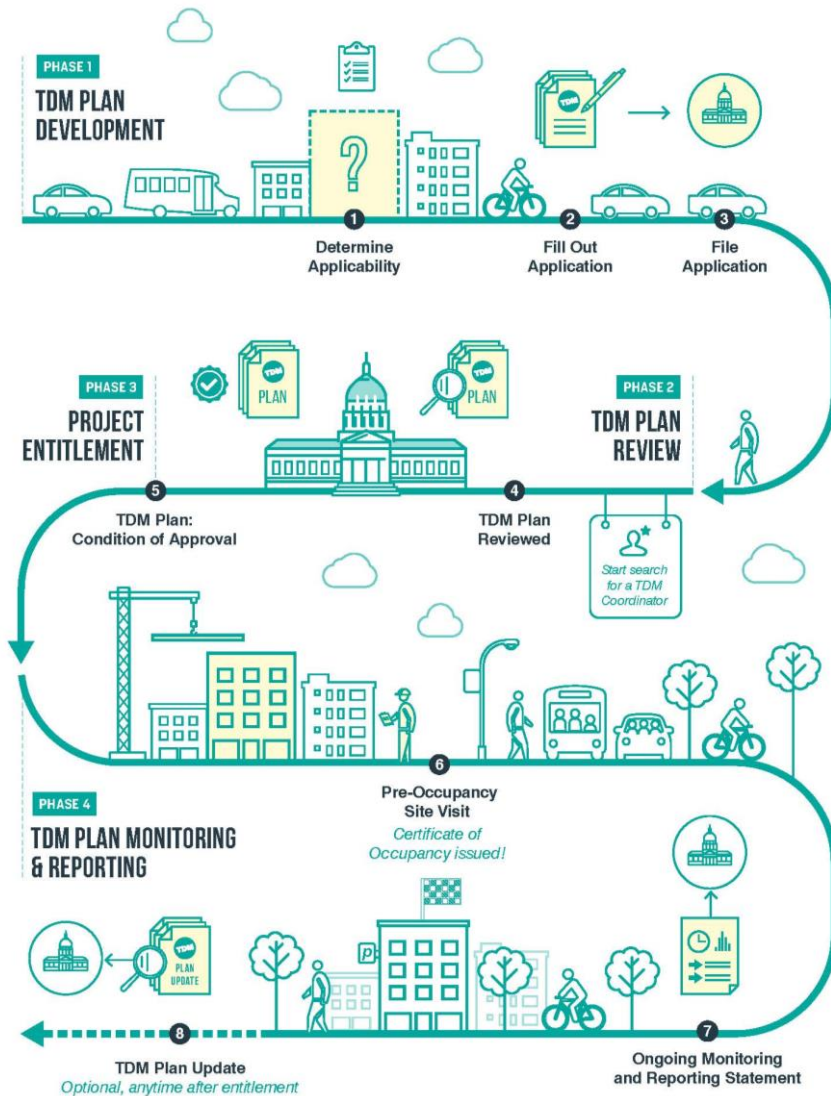 PHASE 1
TDM PLAN
DEVELOPMENT
?
TDM
1
Determine
Applicability
2
Fill Out
Application
3
File
Application
PHASE 2
TDM PLAN
REVIEW
TDM
PLAN
4
TDM Plan
Reviewed
Start search
for a TDM
Coordinator
PHASE 3
PROJECT
ENTITLEMENT
TDM
PLAN
5
TDM Plan:
Condition of Approval
PHASE 4
TDM PLAN MONITORING
& REPORTING
6
Pre-Occupancy
Site Visit
Certificate of
Occupancy issued!
P
7
Ongoing Monitoring
and Reporting Statement
TDM
PLAN
UPDATE
8
TDM Plan Update
Optional, anytime after entitlement